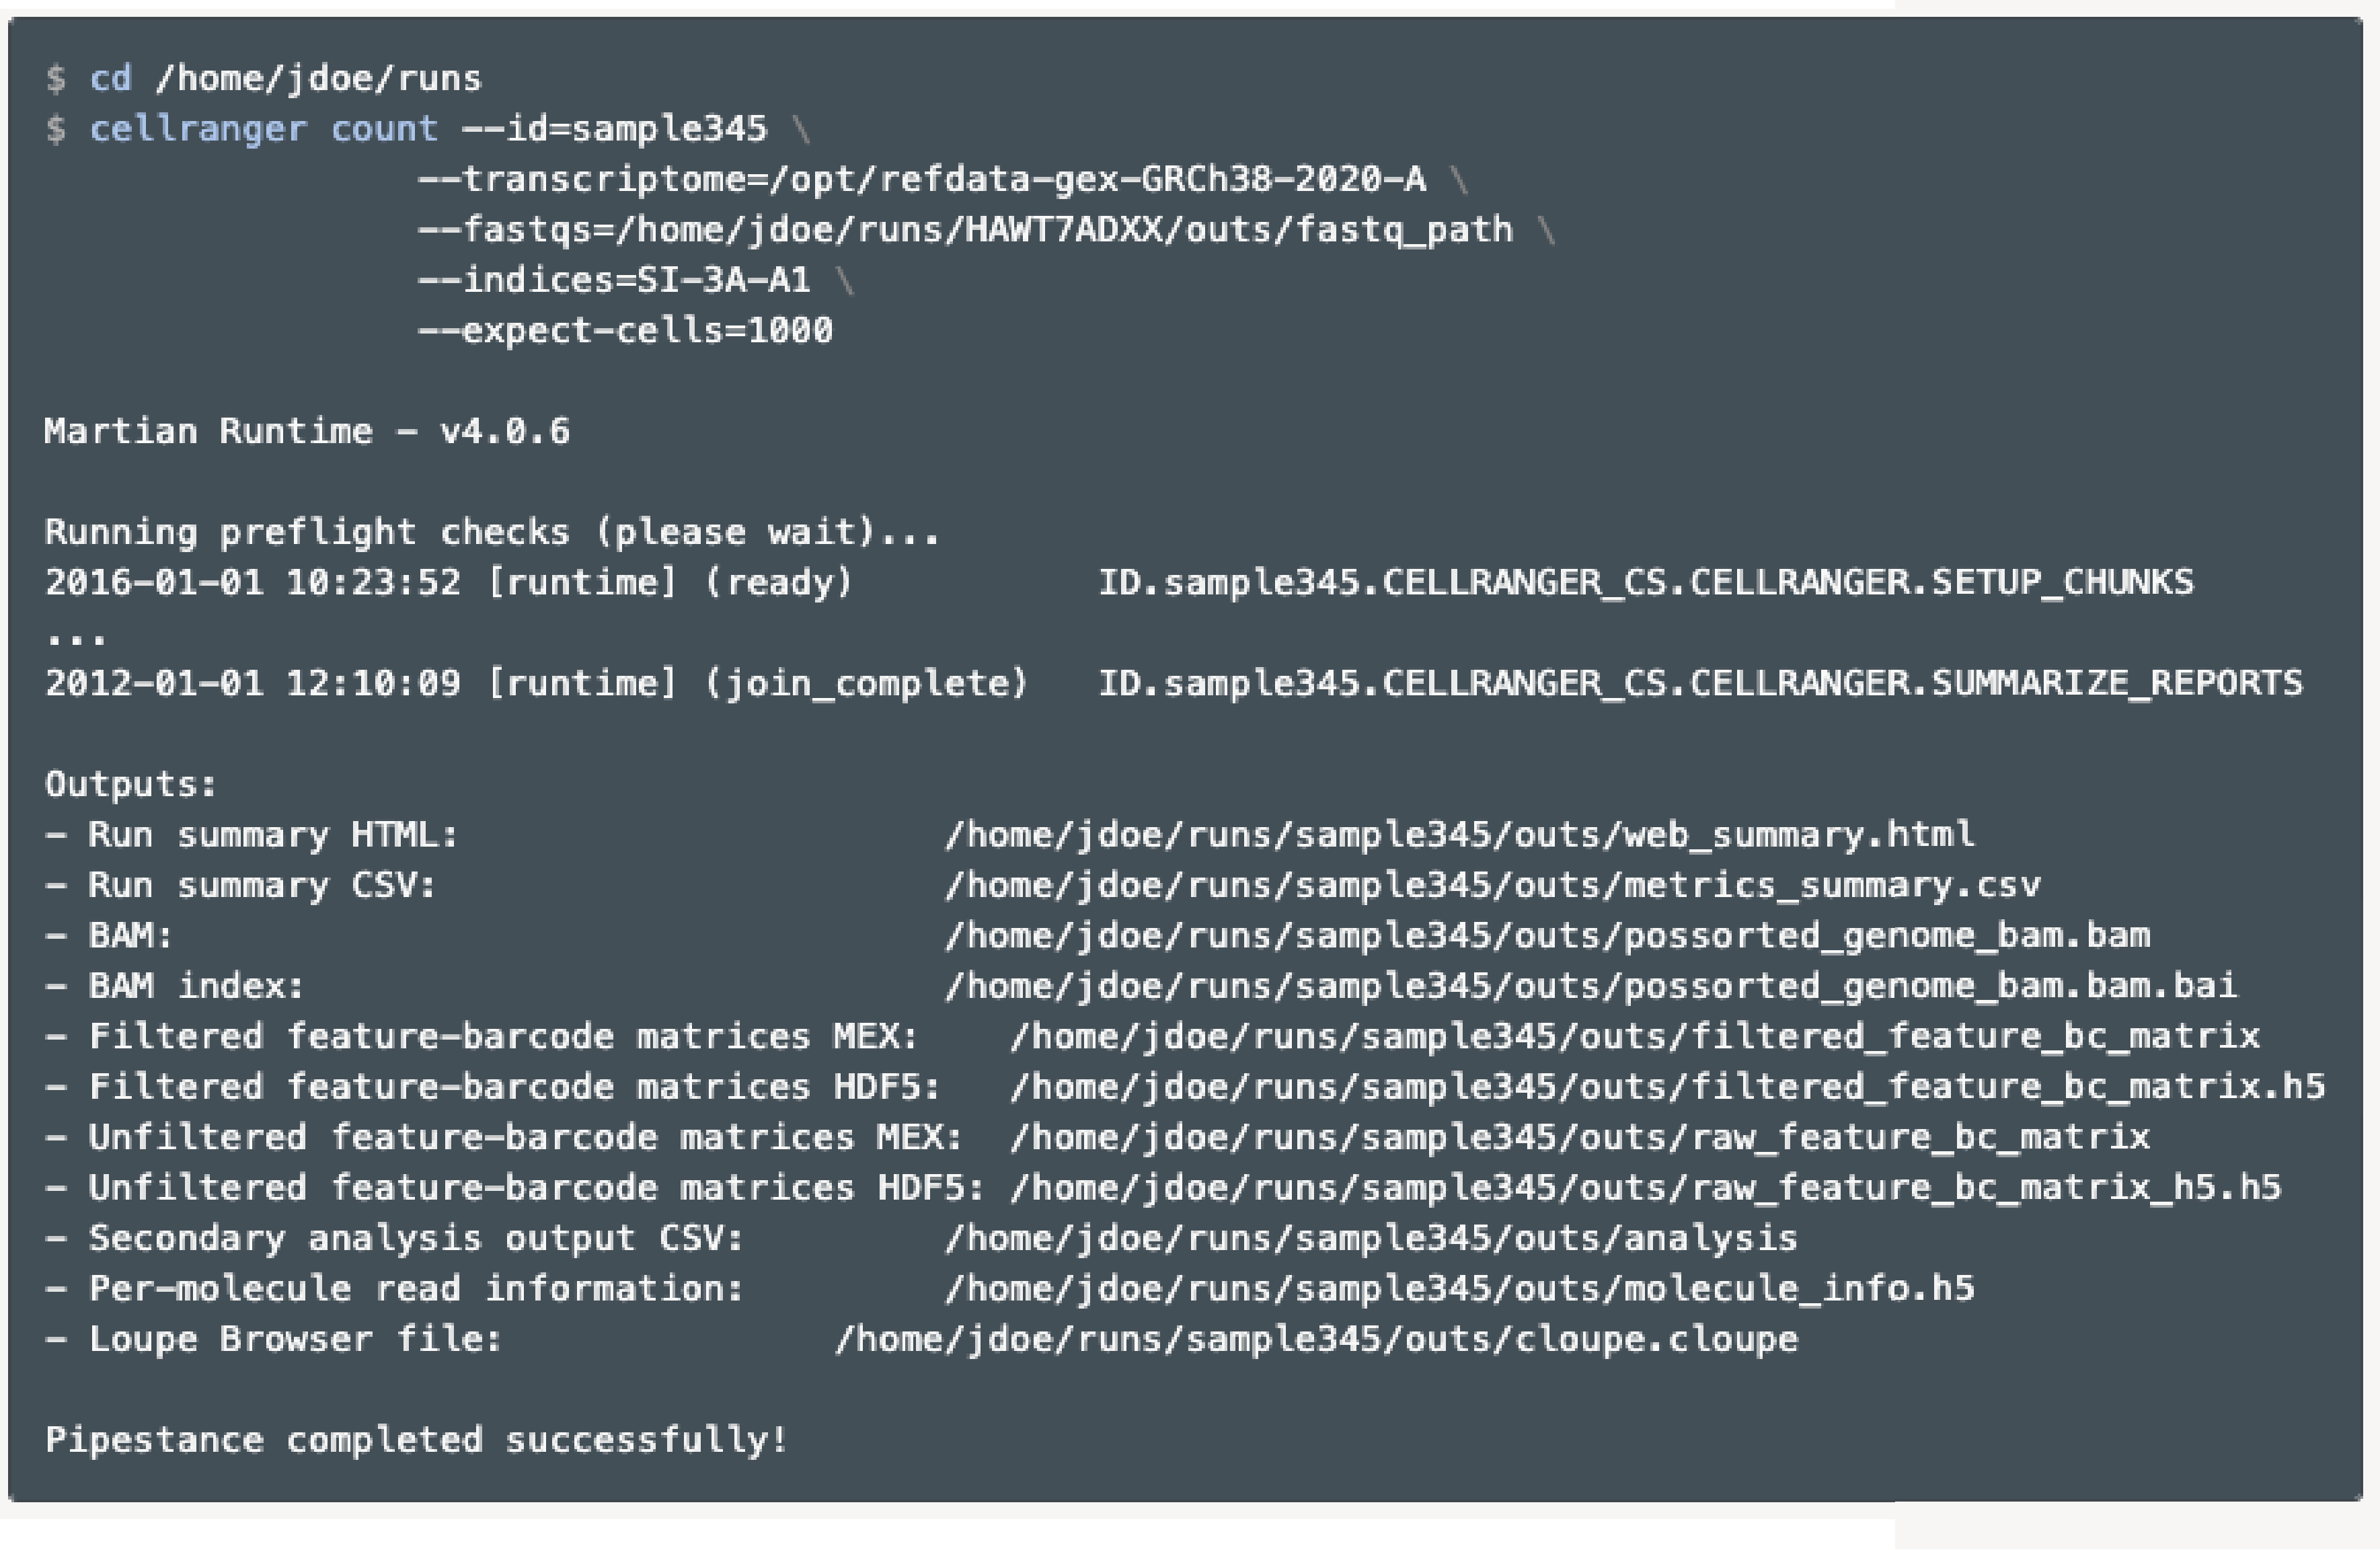 $ cd /home/jdoe/runs
$ cellranger count --id=sample345 \
--transcriptome=/opt/refdata-gex-GRCh38-2020-A \
--fastqs=/home/jdoe/runs/HAWT7ADXX/outs/fastq_path \
--indices=SI-3A-A1 \
--expect-cells=1000
Martian Runtime - v4.0.6
Running preflight checks (please wait)...
2016-01-01 10:23:52 [runtime] (ready) ID.sample345.CELLRANGER_CS.CELLRANGER.SETUP_CHUNKS
...
2012-01-01 12:10:09 [runtime] (join_complete) ID.sample345.CELLRANGER_CS.CELLRANGER.SUMMARIZE_REPORTS
Outputs:
- Run summary HTML: /home/jdoe/runs/sample345/outs/web_summary.html
- Run summary CSV: /home/jdoe/runs/sample345/outs/metrics_summary.csv
- BAM: /home/jdoe/runs/sample345/outs/possorted_genome_bam.bam
- BAM index: /home/jdoe/runs/sample345/outs/possorted_genome_bam.bam.bai
- Filtered feature-barcode matrices MEX: /home/jdoe/runs/sample345/outs/filtered_feature_bc_matrix
- Filtered feature-barcode matrices HDF5: /home/jdoe/runs/sample345/outs/filtered_feature_bc_matrix.h5
- Unfiltered feature-barcode matrices MEX: /home/jdoe/runs/sample345/outs/raw_feature_bc_matrix
- Unfiltered feature-barcode matrices HDF5: /home/jdoe/runs/sample345/outs/raw_feature_bc_matrix_h5.h5
- Secondary analysis output CSV: /home/jdoe/runs/sample345/outs/analysis
- Per-molecule read information: /home/jdoe/runs/sample345/outs/molecule_info.h5
- Loupe Browser file: /home/jdoe/runs/sample345/outs/cloupe.cloupe
Pipestance completed successfully!